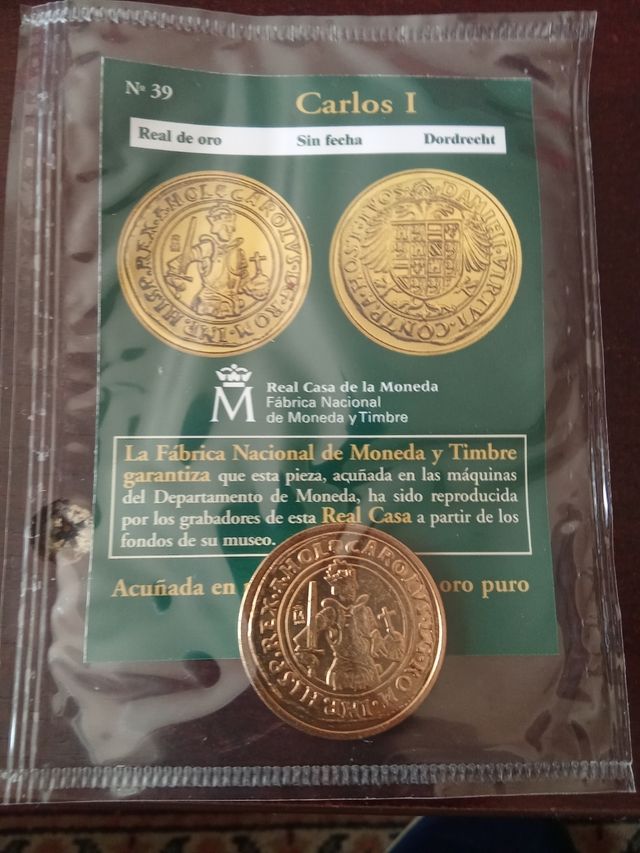 Nº 39
Carlos I
Real de oro Sin fecha Dordrecht
Real Casa de la Moneda
Fábrica Nacional
de Moneda y Timbre
M
La Fábrica Nacional de Moneda y Timbre
garantiza que esta pieza, acuñada en las máquinas
del Departamento de Moneda, ha sido reproducida
por los grabadores de esta Real Casa a partir de los
fondos de su museo.
Acuñada en oro puro